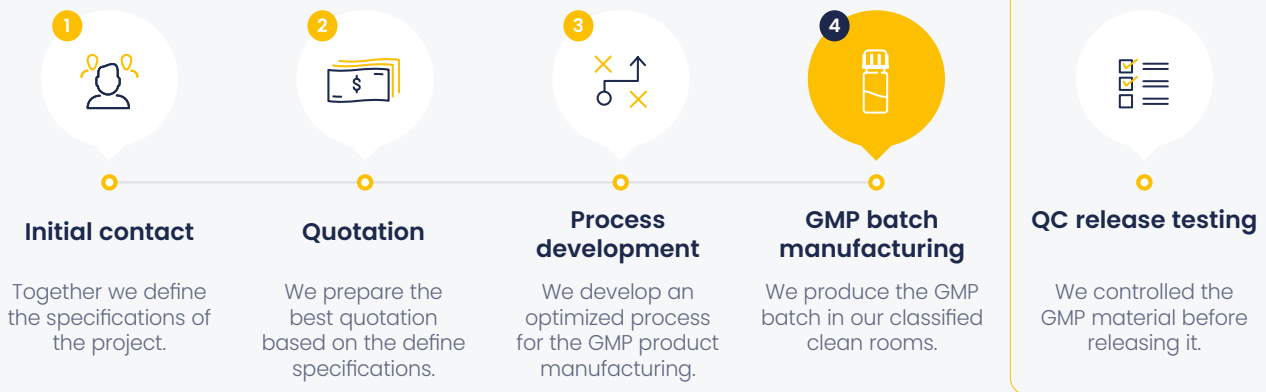 1
Initial contact
Together we define
the specifications of
the project.
2
$
Quotation
We prepare the
best quotation
based on the define
specifications.
3
Process
development
We develop an
optimized process
for the GMP product
manufacturing.
4
GMP batch
manufacturing
We produce the GMP
batch in our classified
clean rooms.
QC release testing
We controlled the
GMP material before
releasing it.